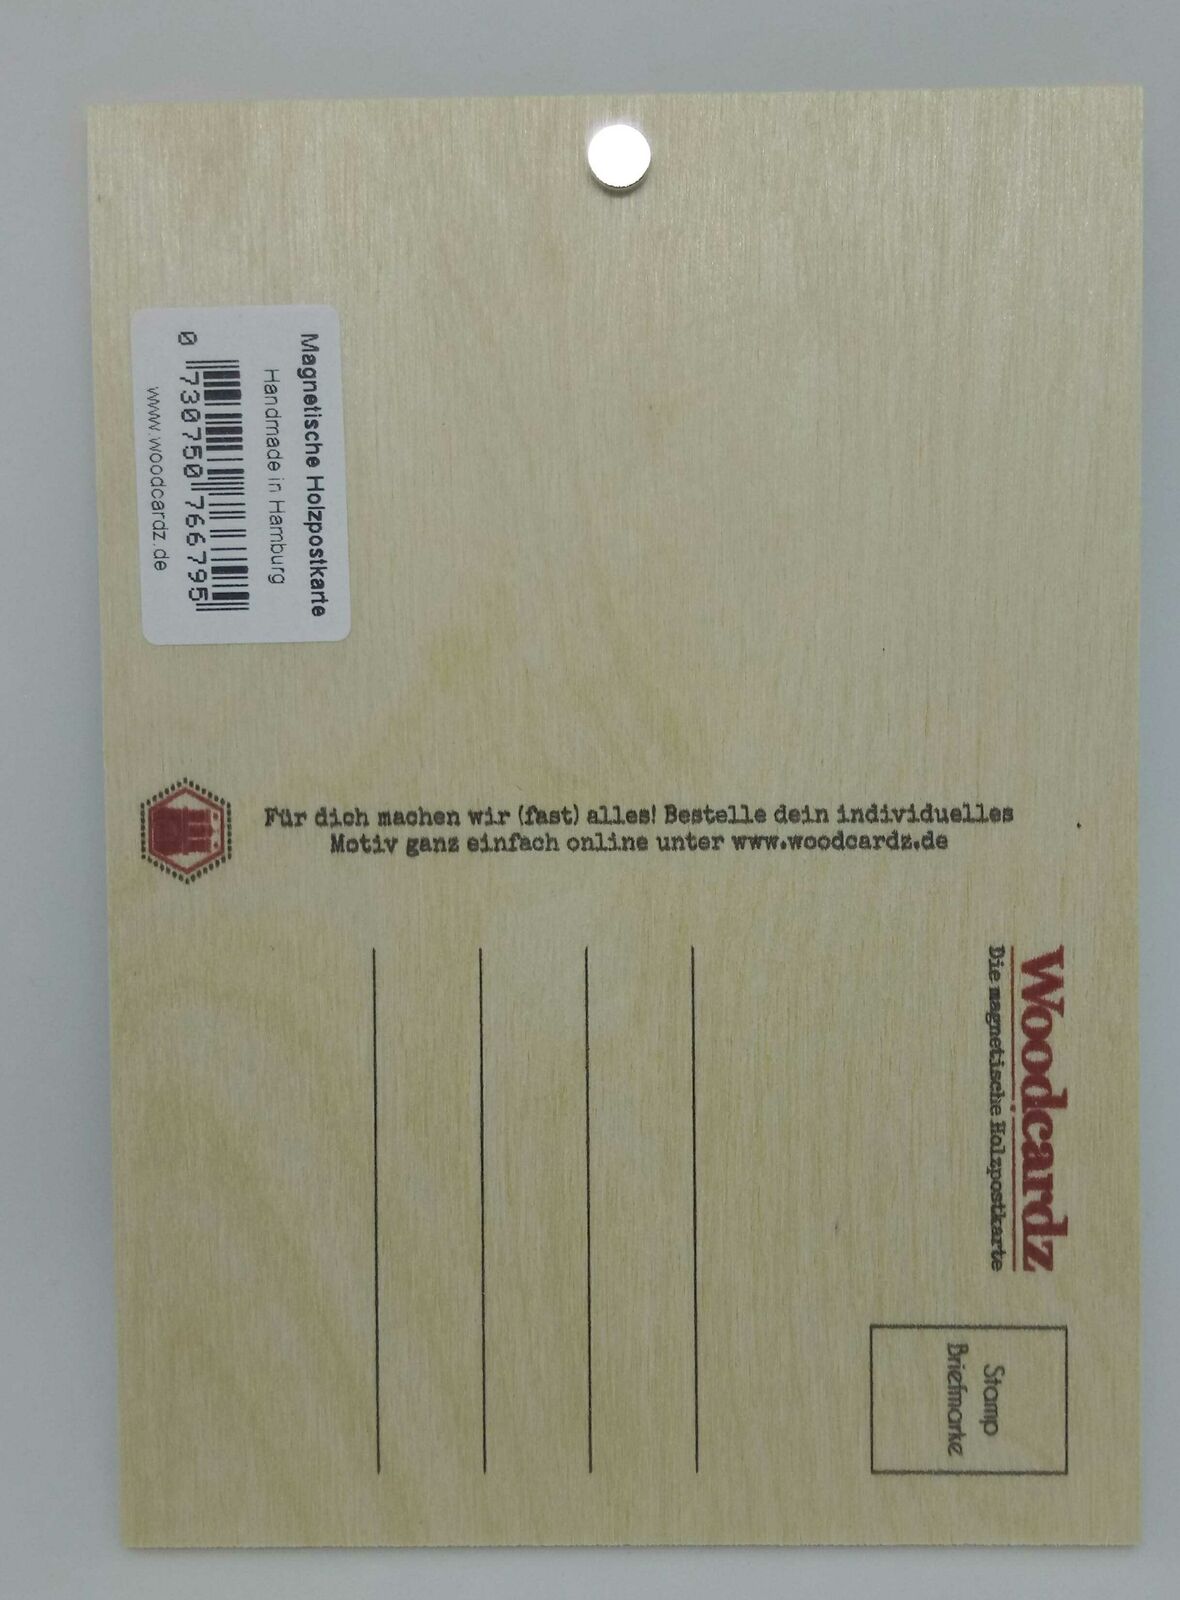 Magnetische Holzpostkarte
Handmade in Hamburg
0 730750 766795
www.woodcardz.de
Für dich machen wir (fast) alles! Bestelle dein individuelles
Motiv ganz einfach online unter www.woodcardz.de
Woodcardz
Die magnetische Holzpostkarte
Stamp
Briefmarke